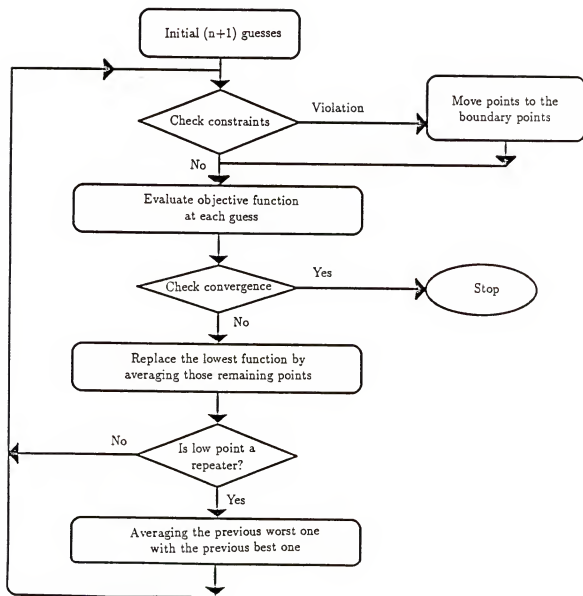 Initial (n+1) guesses
Check constraints
Violation
Move points to the
boundary points
No
Evaluate objective function
at each guess
Check convergence
Yes
Stop
No
Replace the lowest function by
averaging those remaining points
No
Is low point a
repeater?
Yes
Averaging the previous worst one
with the previous best one